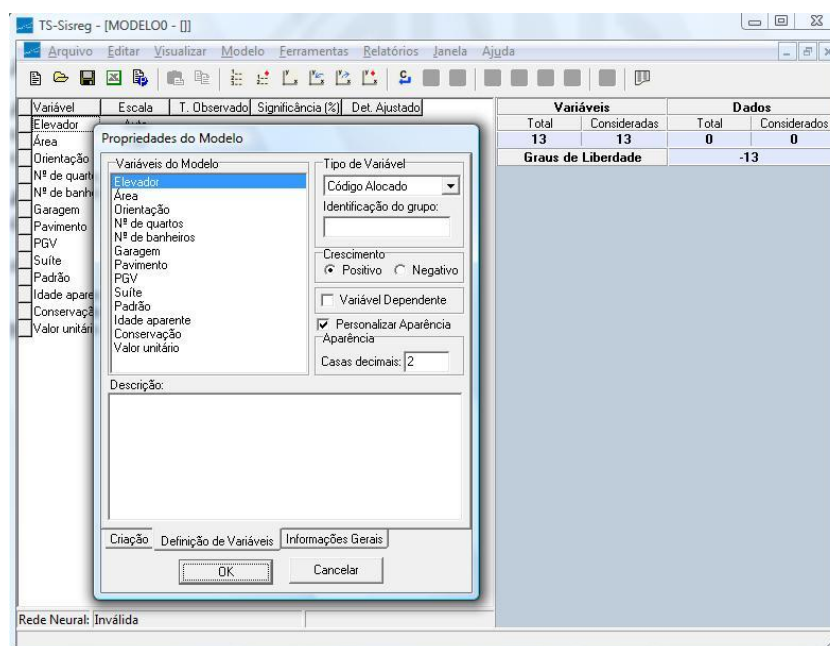 TS-Sisreg - [MODELO0 - []]
Arquivo Editar Visualizar Modelo Ferramentas Relatórios Janela Ajuda
Variável Escala T. Observado Significância (%) Det. Ajustado
Elevador
Área
Orientação
Nº de quart
Nº de banh
Garagem
Pavimento
PGV
Suíte
Padrão
Idade apare
Conservaçã
Valor unitári
Variáveis Dados
Total Consideradas Total Considerados
13 13 0 0
Graus de Liberdade -13
Propriedades do Modelo
Variáveis do Modelo
Elevador
Área
Orientação
Nº de quartos
Nº de banheiros
Garagem
Pavimento
PGV
Suíte
Padrão
Idade aparente
Conservação
Valor unitário
Tipo de Variável
Código Alocado
Identificação do grupo:
Crescimento
Positivo Negativo
Variável Dependente
Personalizar Aparência
Aparência
Casas decimais: 2
Descrição:
Criação Definição de Variáveis Informações Gerais
OK Cancelar
Rede Neural: Inválida